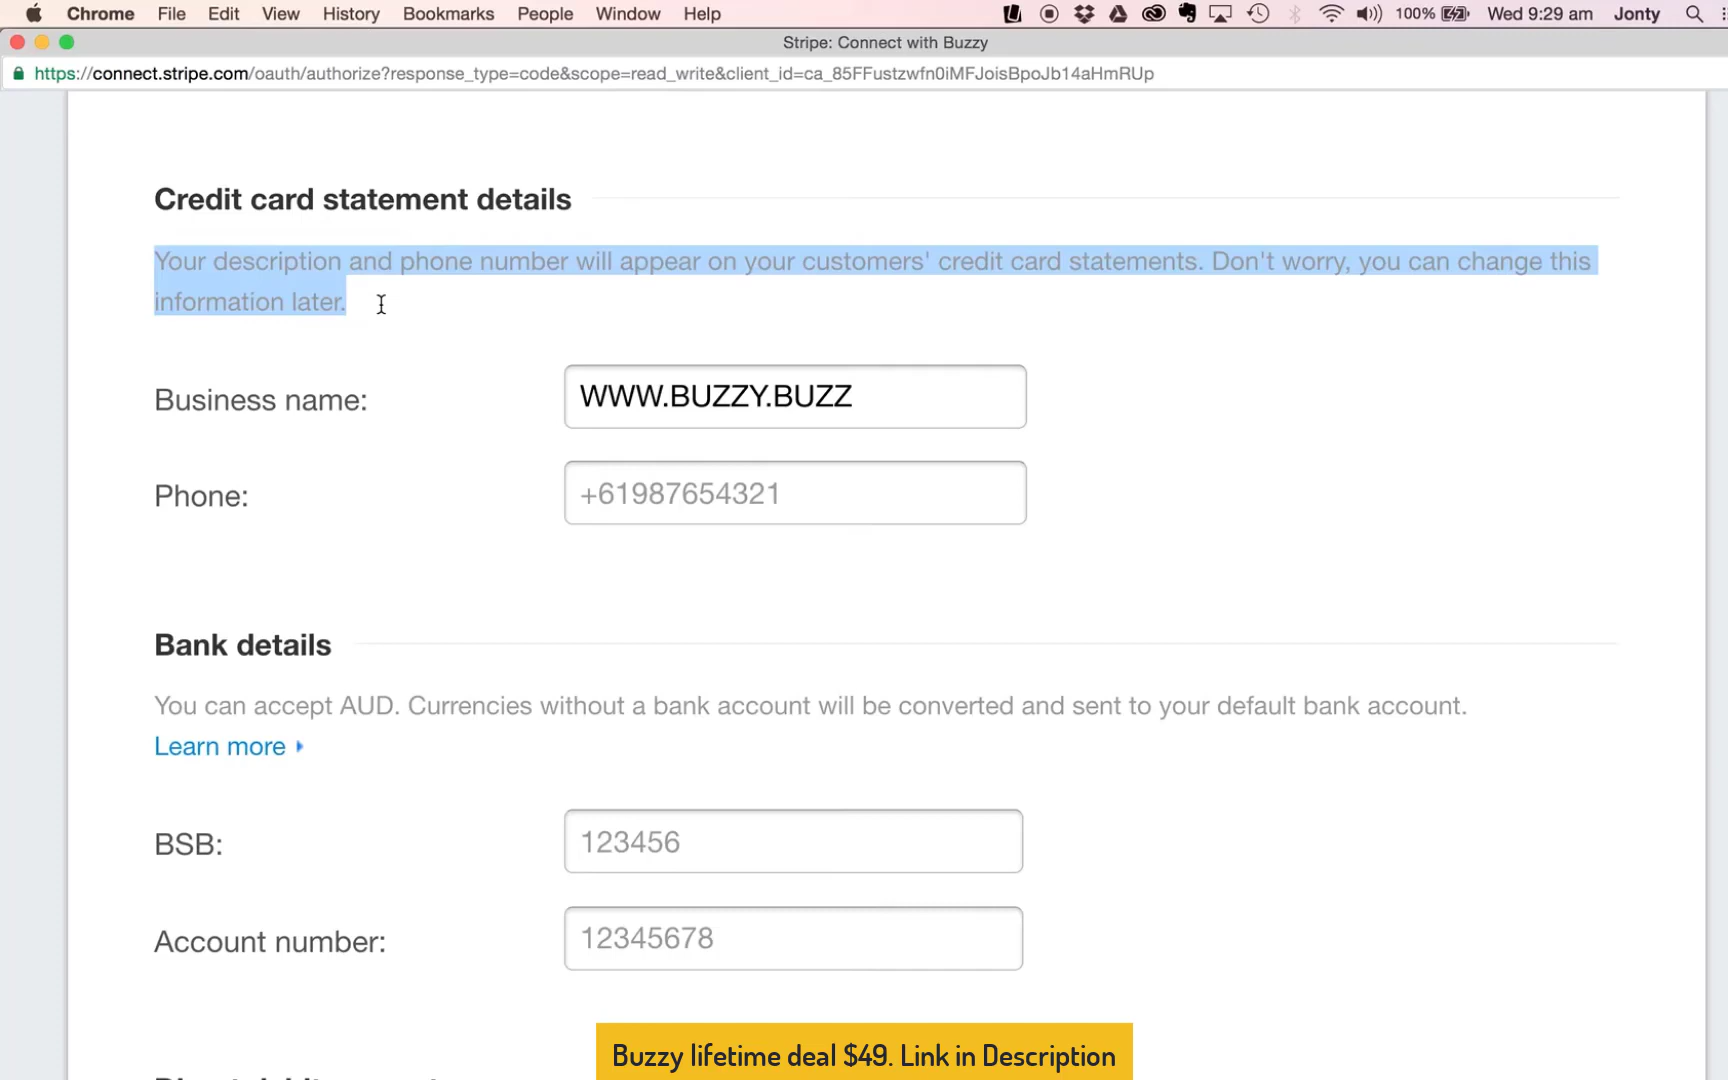 Chrome File Edit View History Bookmarks People Window Help 100% Wed 9:29 am Jonty
Stripe: Connect with Buzzy
https://connect.stripe.com/oauth/authorize?response_type=code&scope=read_write&client_id=ca_85FFustzwfn0iMFJoisBpoJb14aHmRUp
Credit card statement details
Your description and phone number will appear on your customers' credit card statements. Don't worry, you can change this
information later.
Business name: WWW.BUZZY.BUZZ
Phone: +61987654321
Bank details
You can accept AUD. Currencies without a bank account will be converted and sent to your default bank account.
Learn more
BSB: 123456
Account number: 12345678
Buzzy lifetime deal $49. Link in Description